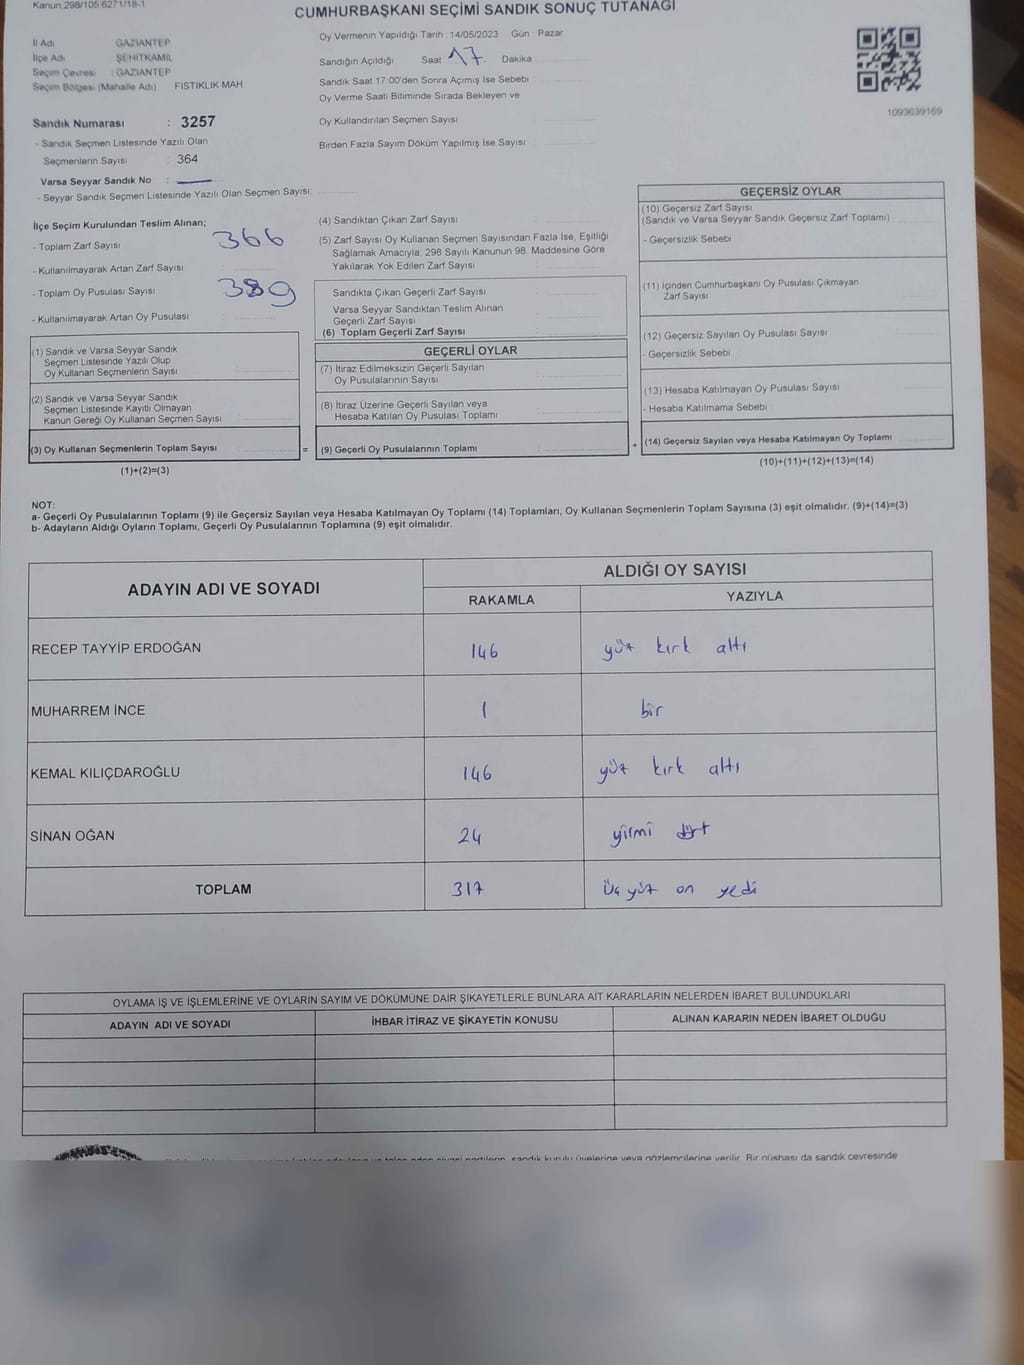 Kanun 298/105 6271/18-1
CUMHURBAŞKANI SEÇİMİ SANDIK SONUÇ TUTANAĞI
İl Adı GAZİANTEP
İlçe Adı ŞEHİTKAMİL
Seçim Çevresi : GAZİANTEP
Seçim Bölgesi (Mahalle Adı) FISTIKLIK MAH.
Sandık Numarası : 3257
- Sandık Seçmen Listesinde Yazılı Olan
Seçmenlerin Sayısı : 364
Varsa Seyyar Sandık No :
- Seyyar Sandık Seçmen Listesinde Yazılı Olan Seçmen Sayısı:
Oy Vermenin Yapıldığı Tarih : 14/05/2023 Gün Pazar
Sandığın Açıldığı Saat 17 Dakika
Sandık Saat 17:00'den Sonra Açmış İse Sebebi
Oy Verme Saati Bitiminde Sırada Bekleyen ve
Oy Kullandırılan Seçmen Sayısı
Birden Fazla Sayım Döküm Yapılmış İse Sayısı
1093639169
İlçe Seçim Kurulundan Teslim Alınan;
- Toplam Zarf Sayısı 366
- Kullanılmayarak Artan Zarf Sayısı
- Toplam Oy Pusulası Sayısı 389
- Kullanılmayarak Artan Oy Pusulası
(1) Sandık ve Varsa Seyyar Sandık
Seçmen Listesinde Yazılı Olup
Oy Kullanan Seçmenlerin Sayısı
(2) Sandık ve Varsa Seyyar Sandık
Seçmen Listesinde Kayıtlı Olmayan
Kanun Gereği Oy Kullanan Seçmen Sayısı
(3) Oy Kullanan Seçmenlerin Toplam Sayısı
(1)+(2)=(3)
(4) Sandıktan Çıkan Zarf Sayısı
(5) Zarf Sayısı Oy Kullanan Seçmen Sayısından Fazla İse, Eşitliği
Sağlamak Amacıyla, 298 Sayılı Kanunun 98. Maddesine Göre
Yakılarak Yok Edilen Zarf Sayısı
Sandıkta Çıkan Geçerli Zarf Sayısı
Varsa Seyyar Sandıktan Teslim Alınan
Geçerli Zarf Sayısı
(6) Toplam Geçerli Zarf Sayısı
GEÇERLİ OYLAR
(7) İtiraz Edilmeksizin Geçerli Sayılan
Oy Pusulalarının Sayısı
(8) İtiraz Üzerine Geçerli Sayılan veya
Hesaba Katılan Oy Pusulası Toplamı
= (9) Geçerli Oy Pusulalarının Toplamı
GEÇERSİZ OYLAR
(10) Geçersiz Zarf Sayısı
(Sandık ve Varsa Seyyar Sandık Geçersiz Zarf Toplamı)
- Geçersizlik Sebebi
(11) İçinden Cumhurbaşkanı Oy Pusulası Çıkmayan
Zarf Sayısı
(12) Geçersiz Sayılan Oy Pusulası Sayısı
- Geçersizlik Sebebi
(13) Hesaba Katılmayan Oy Pusulası Sayısı
- Hesaba Katılmama Sebebi
+ (14) Geçersiz Sayılan veya Hesaba Katılmayan Oy Toplamı
(10)+(11)+(12)+(13)=(14)
NOT:
a- Geçerli Oy Pusulalarının Toplamı (9) ile Geçersiz Sayılan veya Hesaba Katılmayan Oy Toplamı (14) Toplamları, Oy Kullanan Seçmenlerin Toplam Sayısına (3) eşit olmalıdır. (9)+(14)=(3)
b- Adayların Aldığı Oyların Toplamı, Geçerli Oy Pusulalarının Toplamına (9) eşit olmalıdır.
ADAYIN ADI VE SOYADI ALDIĞI OY SAYISI
RAKAMLA YAZIYLA
RECEP TAYYİP ERDOĞAN 146 yüz kırk altı
MUHARREM İNCE 1 bir
KEMAL KILIÇDAROĞLU 146 yüz kırk altı
SİNAN OĞAN 24 yirmi dört
TOPLAM 317 üç yüz on yedi
OYLAMA İŞ VE İŞLEMLERİNE VE OYLARIN SAYIM VE DÖKÜMÜNE DAİR ŞİKAYETLERLE BUNLARA AİT KARARLARIN NELERDEN İBARET BULUNDUKLARI
ADAYIN ADI VE SOYADI İHBAR İTİRAZ VE ŞİKAYETİN KONUSU ALINAN KARARIN NEDEN İBARET OLDUĞU
sandık kurulu üyelerine veya gözlemcilerine verilir. Bir nüshası da sandık çevresinde